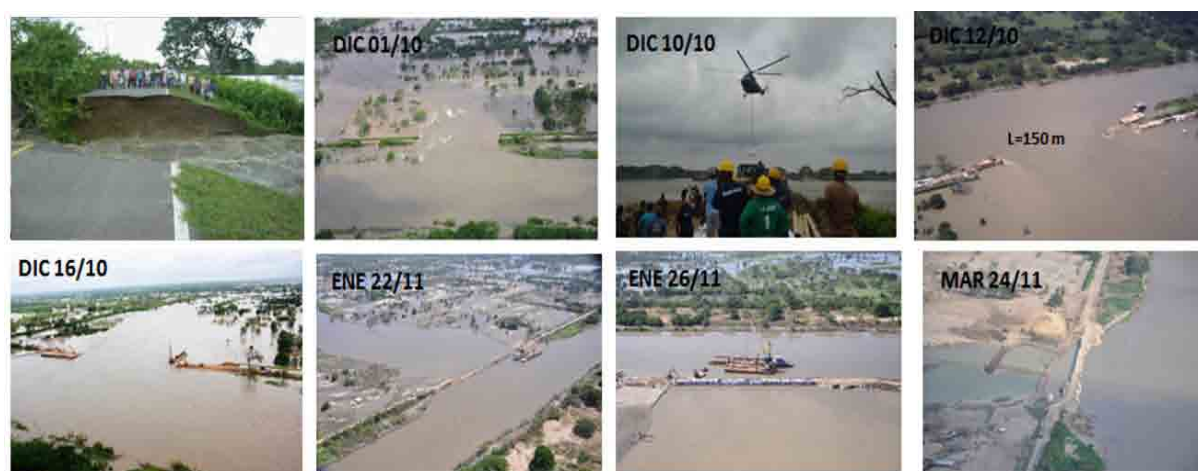 DIC 01/10
DIC 10/10
DIC 12/10
L=150 m
DIC 16/10
ENE 22/11
ENE 26/11
MAR 24/11